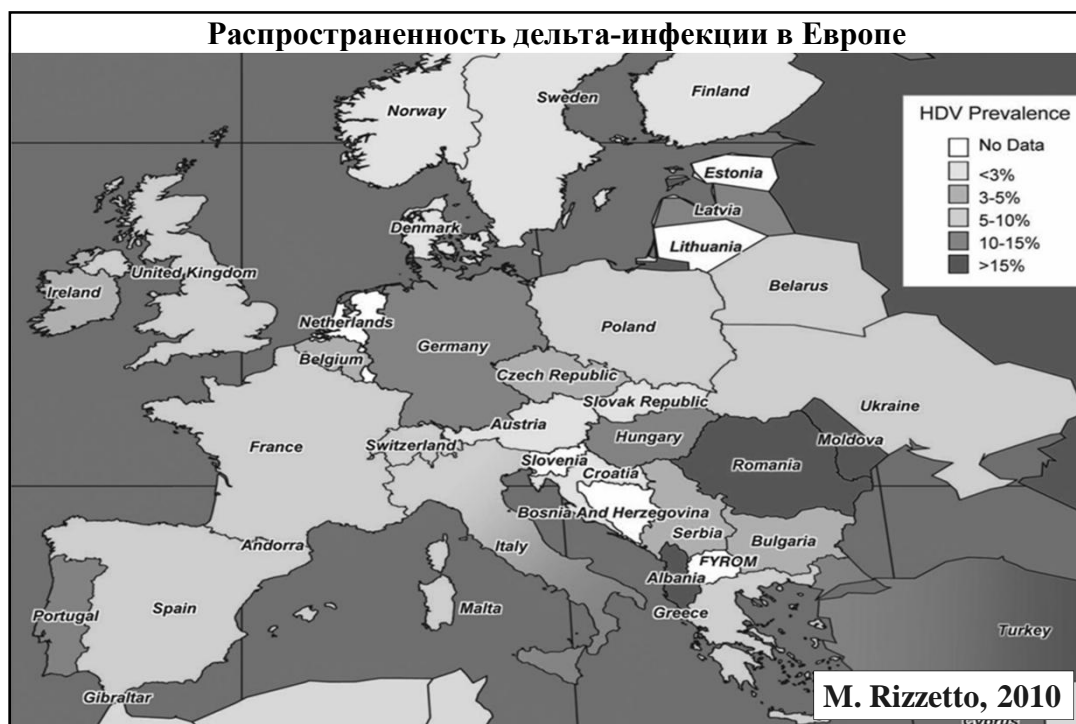 Распространенность дельта-инфекции в Европе
Norway
Sweden
Finland
HDV Prevalence
No Data
<3%
3-5%
5-10%
10-15%
>15%
Estonia
Latvia
Lithuania
Denmark
United Kingdom
Ireland
Belarus
Netherlands
Poland
Germany
Belgium
Czech Republic
Slovak Republic
Ukraine
Austria
France
Switzerland
Hungary
Moldova
Slovenia
Romania
Croatia
Bosnia And Herzegovina
Serbia
Bulgaria
Andorra
Italy
FYROM
Albania
Portugal
Spain
Malta
Greece
Turkey
Gibraltar
M. Rizzetto, 2010